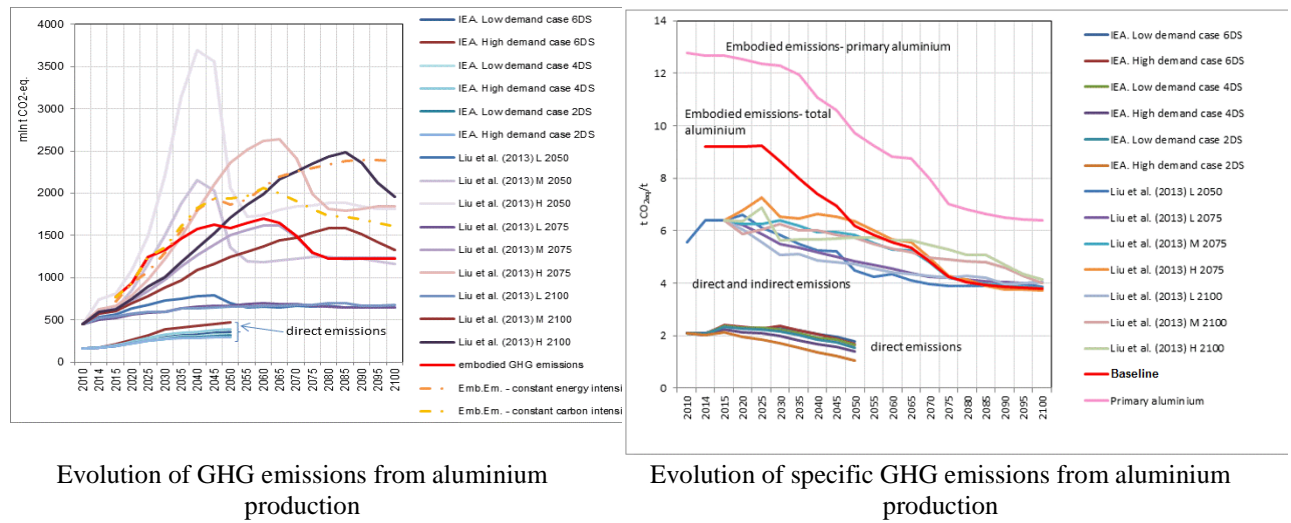 4000
3500
3000
2500
2000
1500
1000
500
0
mlnt CO2-eq.
2010
2014
2015
2020
2025
2030
2035
2040
2045
2050
2055
2060
2065
2070
2075
2080
2085
2090
2095
2100
direct emissions
IEA. Low demand case 6DS
IEA. High demand case 6DS
IEA. Low demand case 4DS
IEA. High demand case 4DS
IEA. Low demand case 2DS
IEA. High demand case 2DS
Liu et al. (2013) L 2050
Liu et al. (2013) M 2050
Liu et al. (2013) H 2050
Liu et al. (2013) L 2075
Liu et al. (2013) M 2075
Liu et al. (2013) H 2075
Liu et al. (2013) L 2100
Liu et al. (2013) M 2100
Liu et al. (2013) H 2100
embodied GHG emissions
Emb.Em. - constant energy intensi
Emb.Em. - constant carbon intensi
Evolution of GHG emissions from aluminium
production
14
12
10
8
6
4
2
0
t CO2eq/t
Embodied emissions- primary aluminium
Embodied emissions- total
aluminium
direct and indirect emissions
direct emissions
2010
2014
2015
2020
2025
2030
2035
2040
2045
2050
2055
2060
2065
2070
2075
2080
2085
2090
2095
2100
IEA. Low demand case 6DS
IEA. High demand case 6DS
IEA. Low demand case 4DS
IEA. High demand case 4DS
IEA. Low demand case 2DS
IEA. High demand case 2DS
Liu et al. (2013) L 2050
Liu et al. (2013) L 2075
Liu et al. (2013) M 2075
Liu et al. (2013) H 2075
Liu et al. (2013) L 2100
Liu et al. (2013) M 2100
Liu et al. (2013) H 2100
Baseline
Primary aluminium
Evolution of specific GHG emissions from aluminium
production